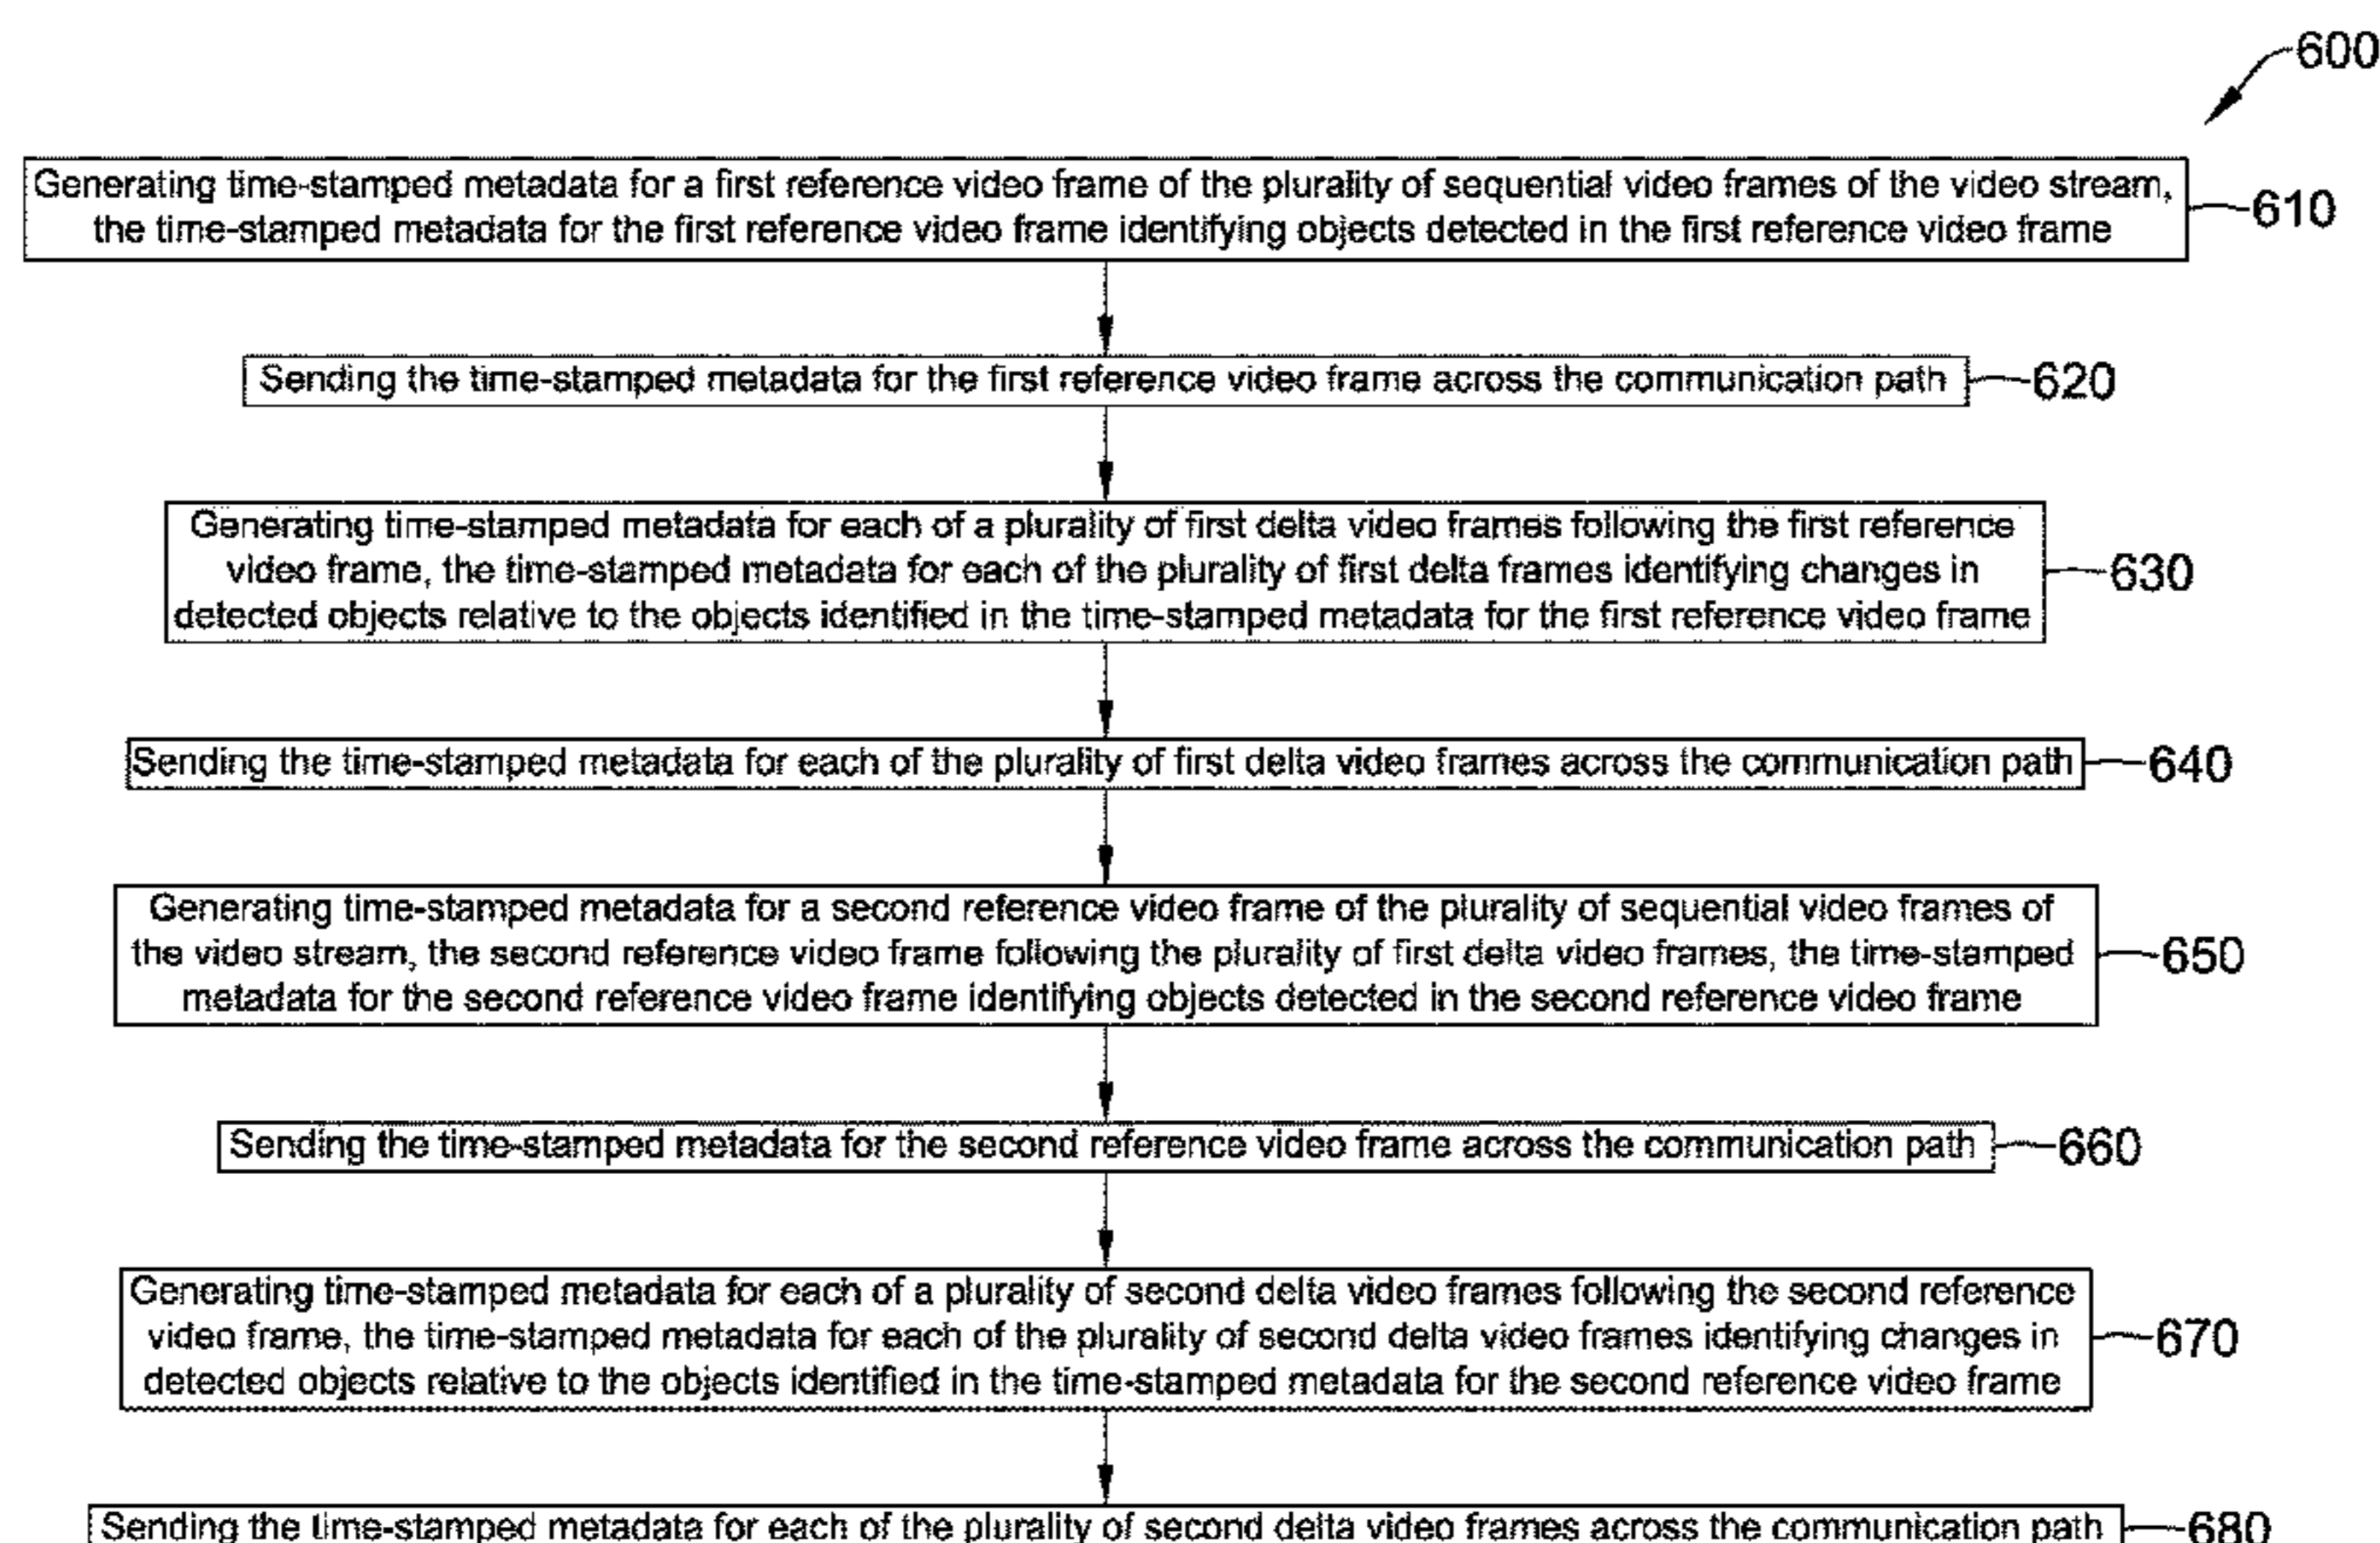 600
Generating time-stamped metadata for a first reference video frame of the plurality of sequential video frames of the video stream,
the time-stamped metadata for the first reference video frame identifying objects detected in the first reference video frame
610
Sending the time-stamped metadata for the first reference video frame across the communication path
620
Generating time-stamped metadata for each of a plurality of first delta video frames following the first reference
video frame, the time-stamped metadata for each of the plurality of first delta frames identifying changes in
detected objects relative to the objects identified in the time-stamped metadata for the first reference video frame
630
Sending the time-stamped metadata for each of the plurality of first delta video frames across the communication path
640
Generating time-stamped metadata for a second reference video frame of the plurality of sequential video frames of
the video stream, the second reference video frame following the plurality of first delta video frames, the time-stamped
metadata for the second reference video frame identifying objects detected in the second reference video frame
650
Sending the time-stamped metadata for the second reference video frame across the communication path
660
Generating time-stamped metadata for each of a plurality of second delta video frames following the second reference
video frame, the time-stamped metadata for each of the plurality of second delta video frames identifying changes in
detected objects relative to the objects identified in the time-stamped metadata for the second reference video frame
670
Sending the time-stamped metadata for each of the plurality of second delta video frames across the communication path
680